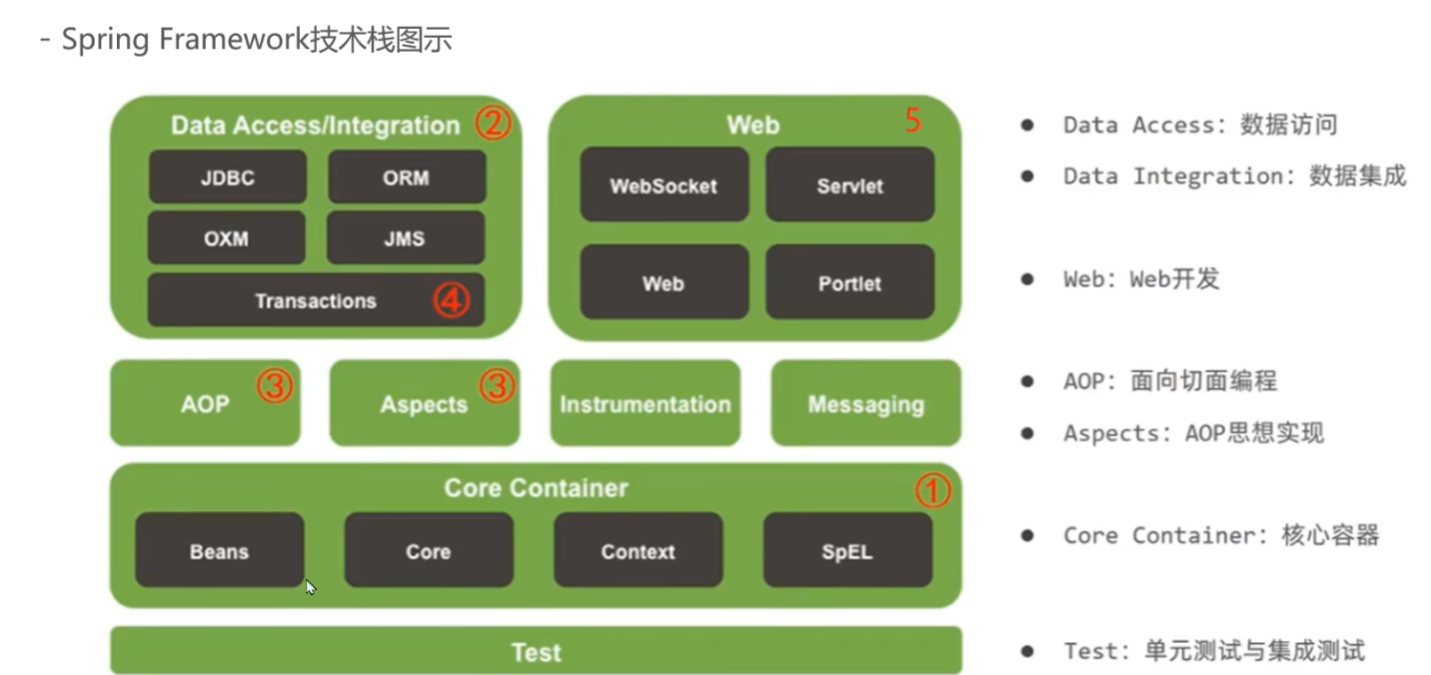 - Spring Framework技术栈图示
Data Access/Integration ②
JDBC
ORM
OXM
JMS
Transactions ④
Web 5
WebSocket
Servlet
Web
Portlet
AOP ③
Aspects ③
Instrumentation
Messaging
Core Container ①
Beans
Core
Context
SpEL
Test
● Data Access：数据访问
● Data Integration：数据集成
● Web：Web开发
● AOP：面向切面编程
● Aspects：AOP思想实现
● Core Container：核心容器
● Test：单元测试与集成测试